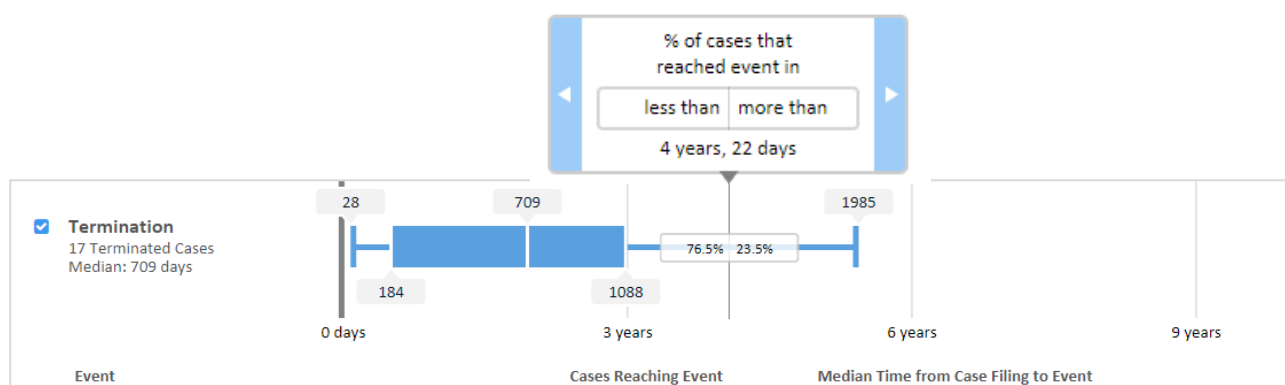 % of cases that
reached event in
less than more than
4 years, 22 days
Termination
17 Terminated Cases
Median: 709 days
28 709 1985
76.5% 23.5%
184 1088
0 days 3 years 6 years 9 years
Event Cases Reaching Event Median Time from Case Filing to Event